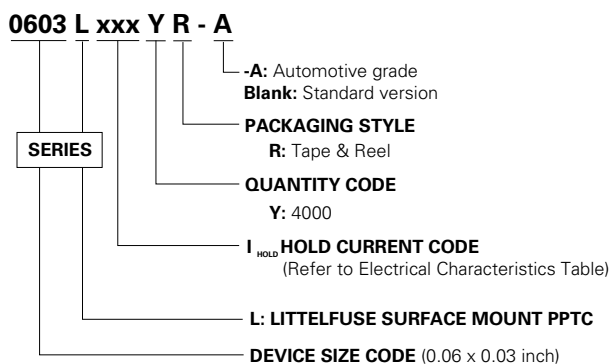 0603 L xxx Y R - A
-A: Automotive grade
Blank: Standard version
PACKAGING STYLE
R: Tape & Reel
SERIES
QUANTITY CODE
Y: 4000
I HOLD HOLD CURRENT CODE
(Refer to Electrical Characteristics Table)
L: LITTELFUSE SURFACE MOUNT PPTC
DEVICE SIZE CODE (0.06 x 0.03 inch)